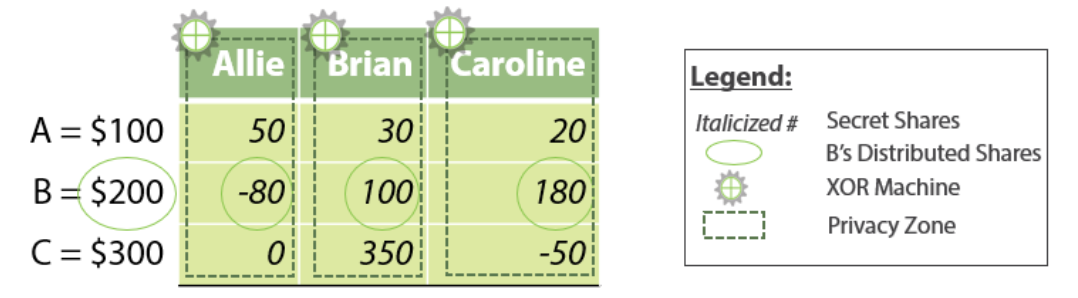 Allie Brian Caroline
A = $100 50 30 20
B = $200 -80 100 180
C = $300 0 350 -50
Legend:
Italicized # Secret Shares
B's Distributed Shares
XOR Machine
Privacy Zone